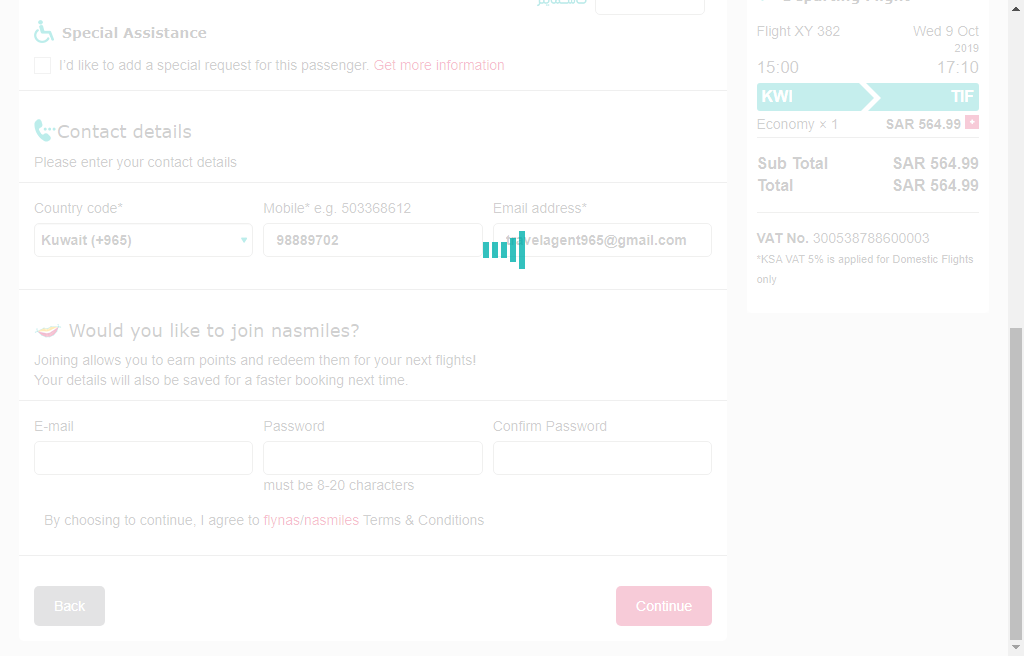 Special Assistance
I'd like to add a special request for this passenger. Get more information
Contact details
Please enter your contact details
Country code*
Mobile* e.g. 503368612
Email address*
Kuwait (+965)
98889702
travelagent965@gmail.com
Would you like to join nasmiles?
Joining allows you to earn points and redeem them for your next flights!
Your details will also be saved for a faster booking next time.
E-mail
Password
Confirm Password
must be 8-20 characters
By choosing to continue, I agree to flynas/nasmiles Terms & Conditions
Back
Continue
Departing Flight
Flight XY 382
Wed 9 Oct
2019
15:00
17:10
KWI
TIF
Economy × 1
SAR 564.99 +
Sub Total
SAR 564.99
Total
SAR 564.99
VAT No. 300538788600003
*KSA VAT 5% is applied for Domestic Flights
only